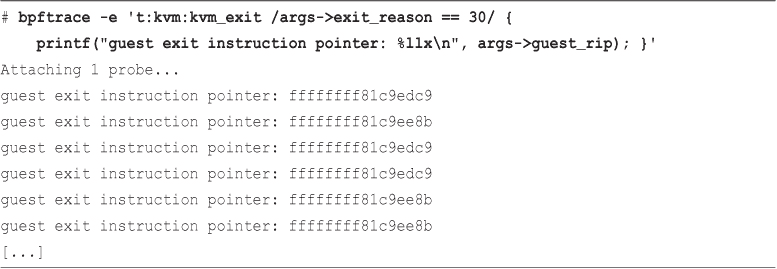 # bpftrace -e 't:kvm:kvm_exit /args->exit_reason == 30/ {
    printf("guest exit instruction pointer: %llx\n", args->guest_rip); }'
Attaching 1 probe...
guest exit instruction pointer: ffffffff81c9edc9
guest exit instruction pointer: ffffffff81c9ee8b
guest exit instruction pointer: ffffffff81c9edc9
guest exit instruction pointer: ffffffff81c9edc9
guest exit instruction pointer: ffffffff81c9ee8b
guest exit instruction pointer: ffffffff81c9ee8b
[...]